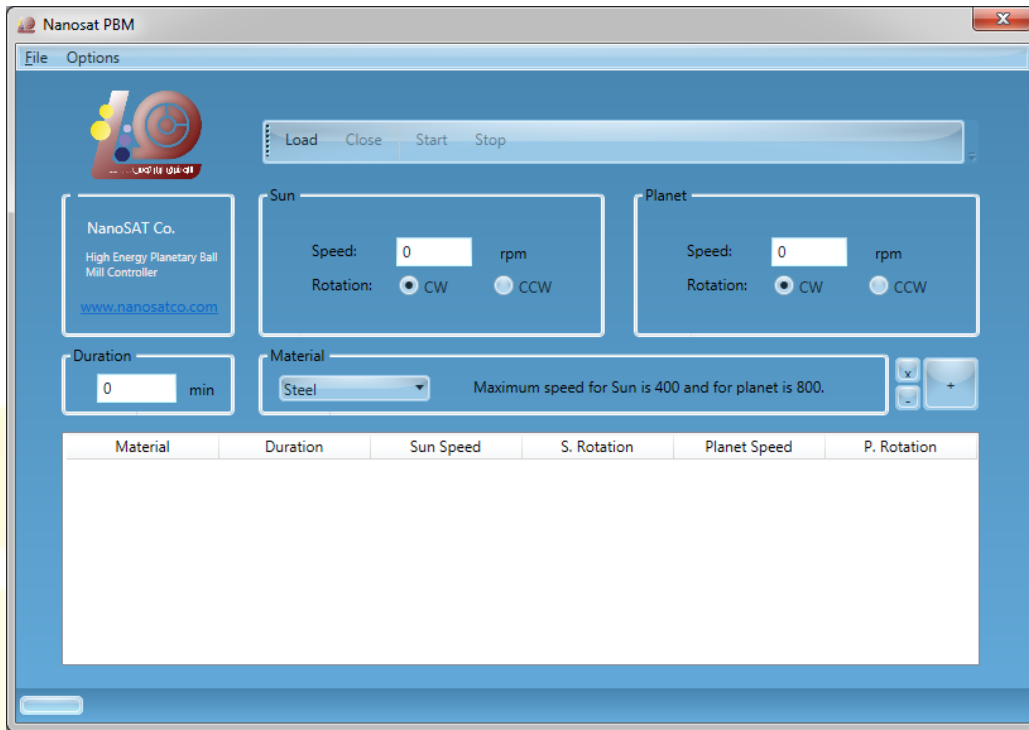 Nanosat PBM
x
File Options
Load Close Start Stop
NanoSAT Co.
High Energy Planetary Ball
Mill Controller
www.nanosatco.com
Sun
Speed: 0 rpm
Rotation: CW CCW
Planet
Speed: 0 rpm
Rotation: CW CCW
Duration
0 min
Material
Steel Maximum speed for Sun is 400 and for planet is 800.
x
-
+
Material Duration Sun Speed S. Rotation Planet Speed P. Rotation